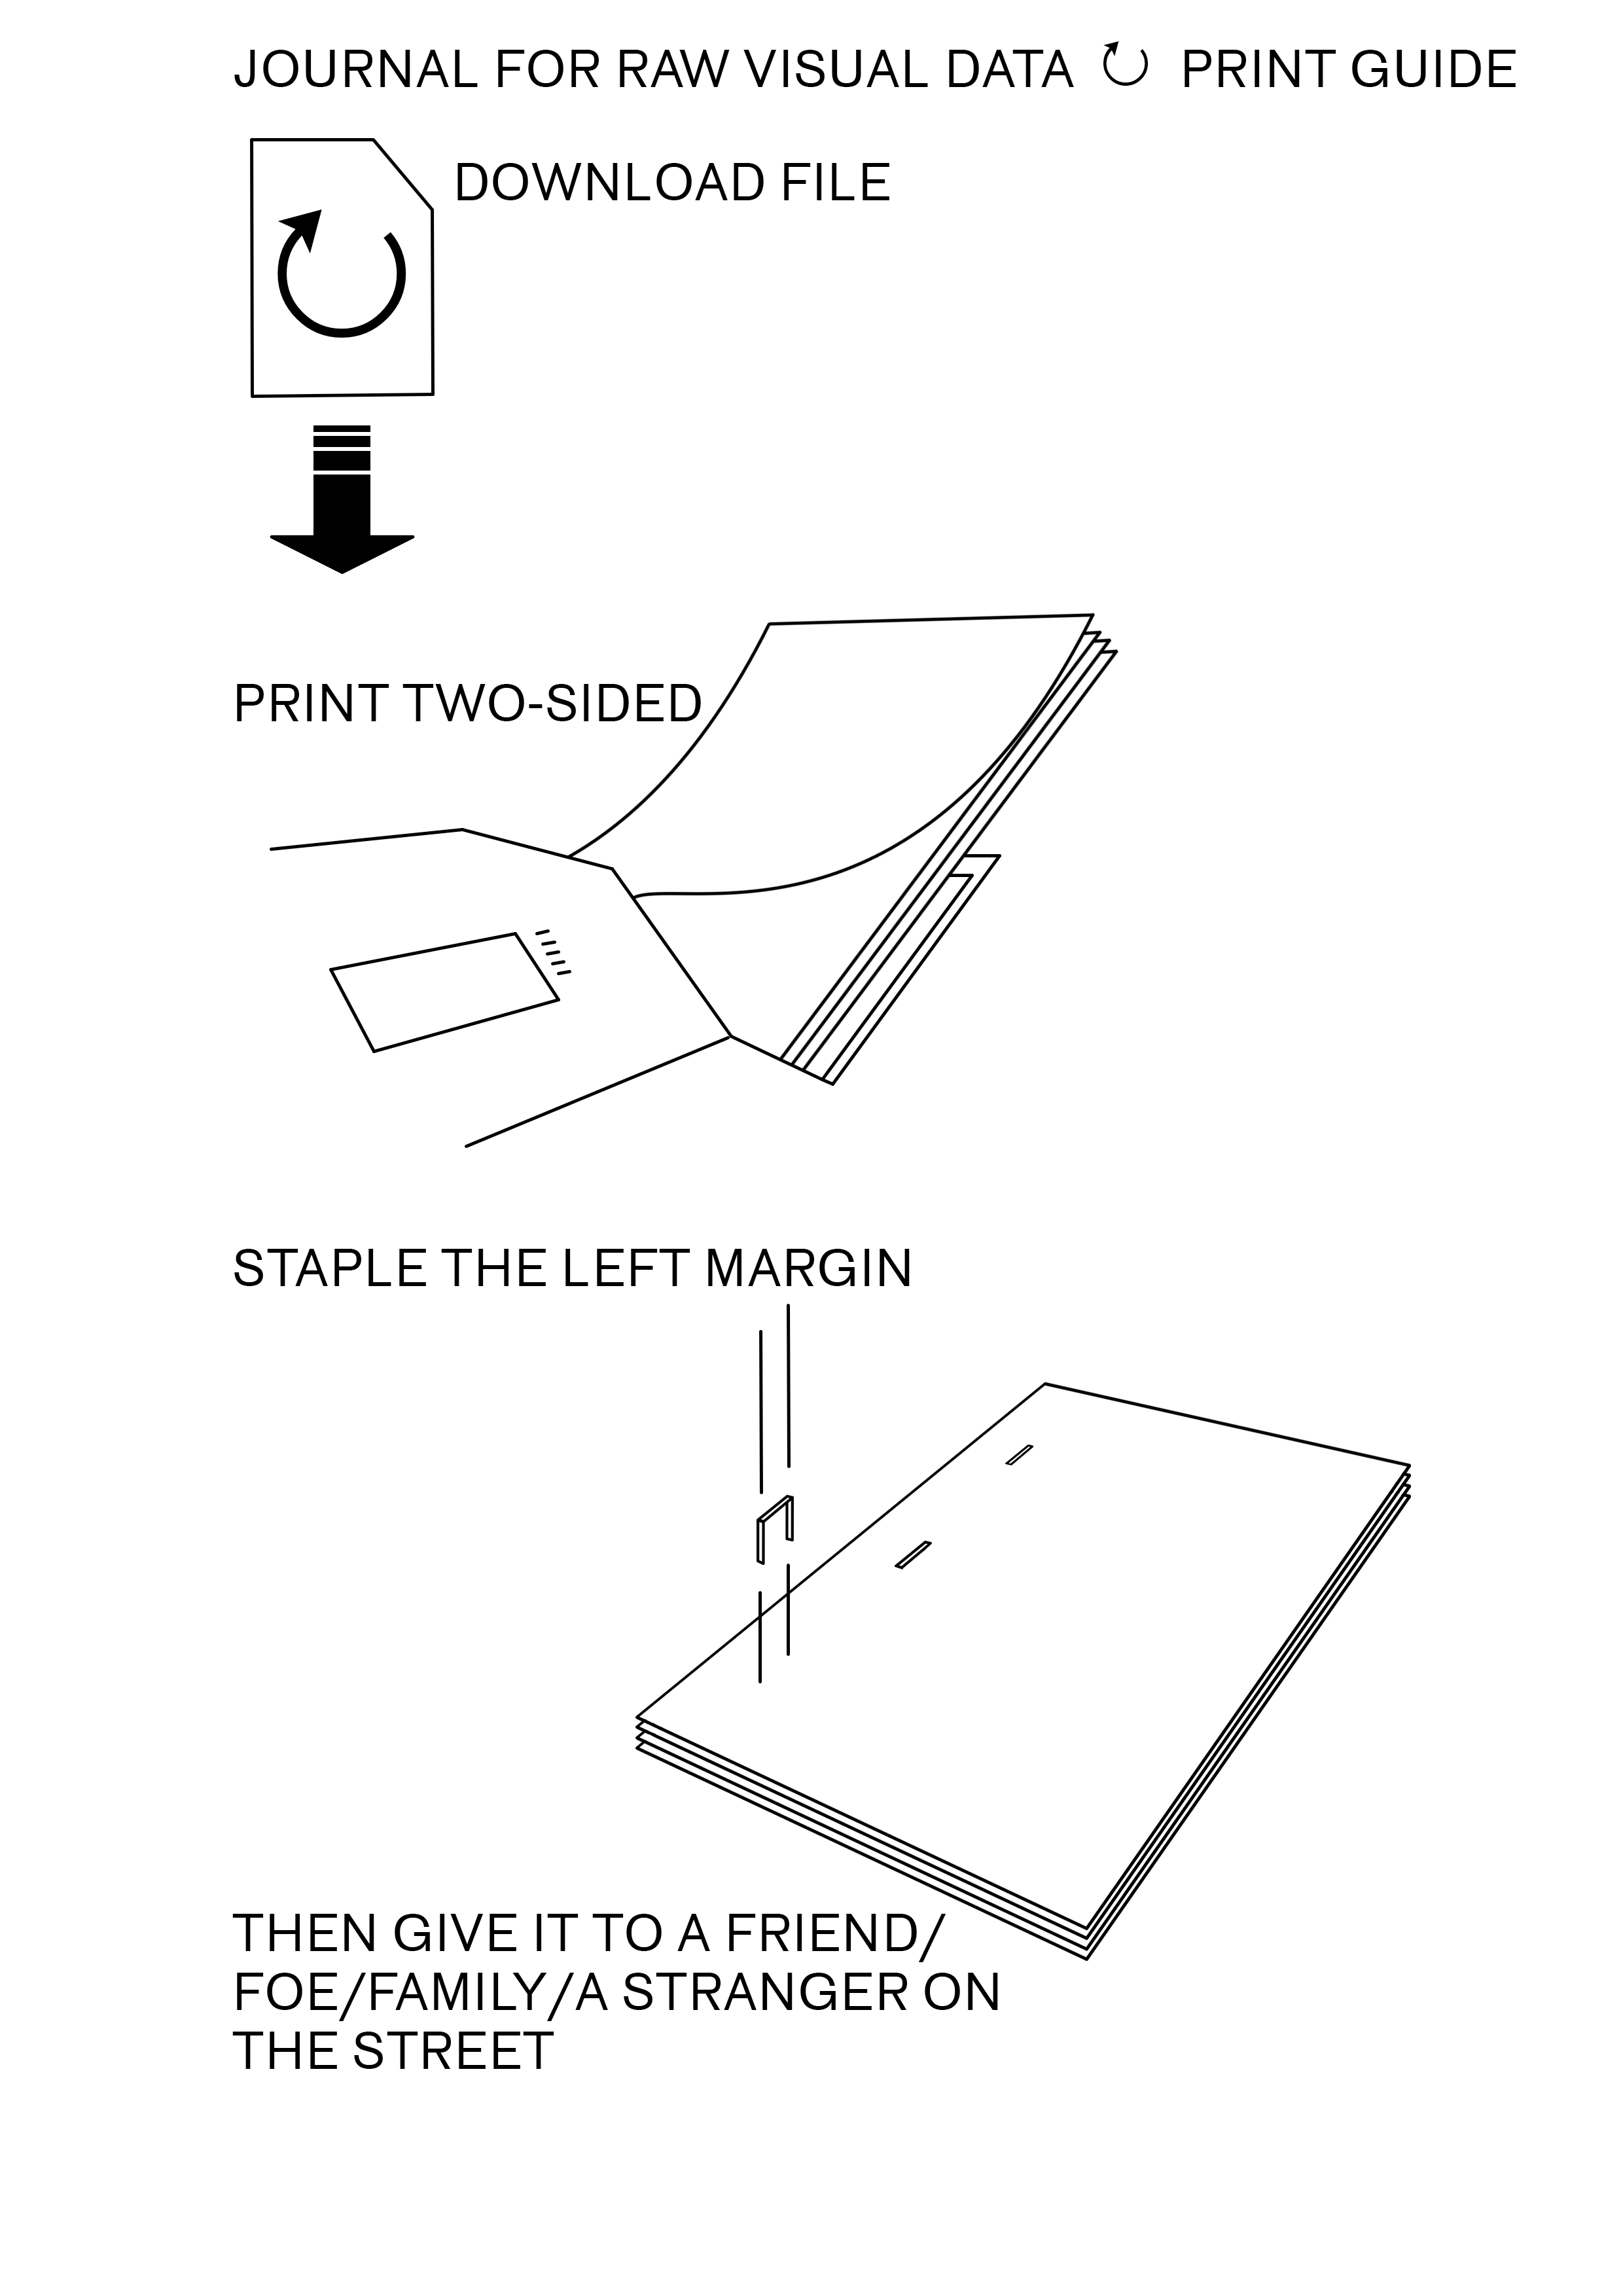 JOURNAL FOR RAW VISUAL DATA PRINT GUIDE
DOWNLOAD FILE
PRINT TWO-SIDED
STAPLE THE LEFT MARGIN
THEN GIVE IT TO A FRIEND/
FOE/FAMILY/A STRANGER ON
THE STREET